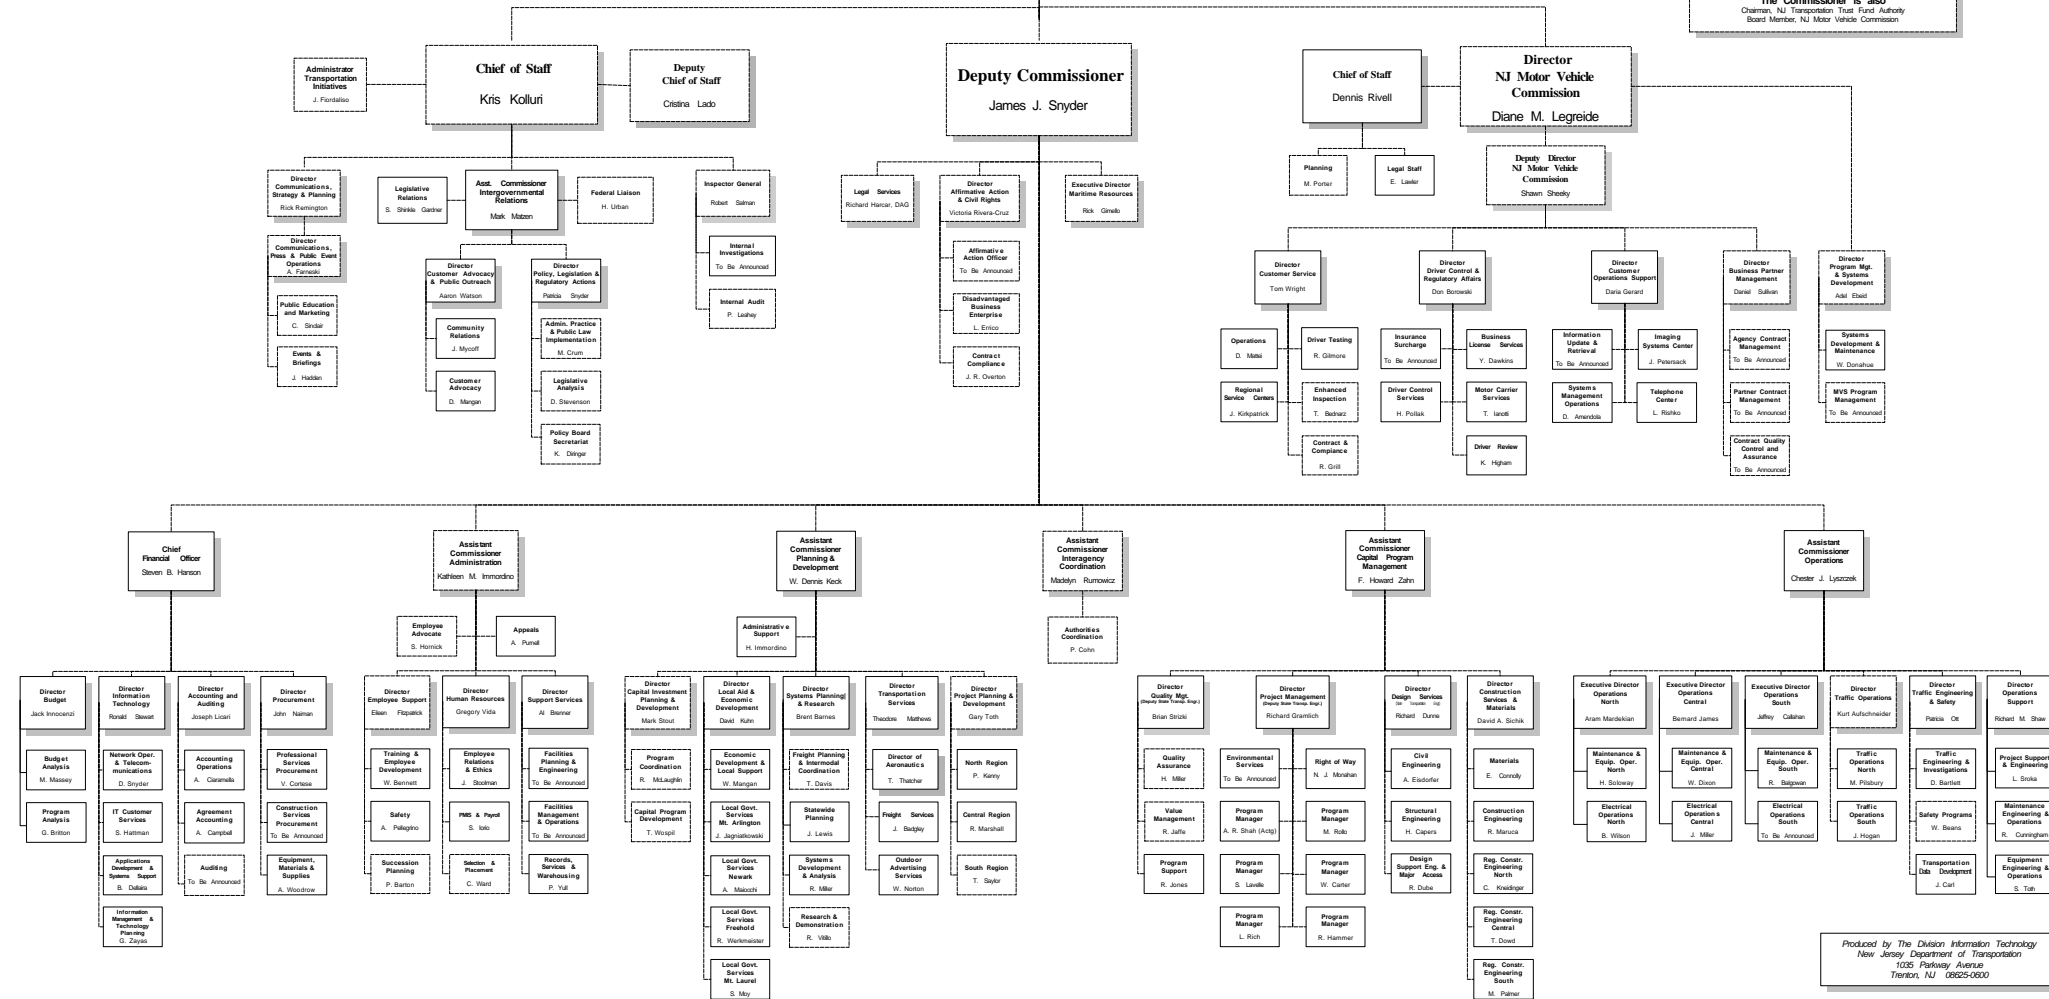 The Commissioner is also
Chairman, NJ Transportation Trust Fund Authority
Board Member, NJ Motor Vehicle Commission
Administrator
Transportation
Initiatives
J. Fiordaliso
Chief of Staff
Kris Kolluri
Deputy
Chief of Staff
Cristina Lado
Deputy Commissioner
James J. Snyder
Chief of Staff
Dennis Rivell
Director
NJ Motor Vehicle
Commission
Diane M. Legreide
Planning
M. Porter
Legal Staff
E. Lawler
Deputy Director
NJ Motor Vehicle
Commission
Shawn Sheeky
Director
Communications,
Strategy & Planning
Rick Remington
Legislative
Relations
S. Shinkle Gardner
Asst. Commissioner
Intergovernmental
Relations
Mark Matzen
Federal Liaison
H. Urban
Inspector General
Robert Salman
Legal Services
Richard Harcar, DAG
Director
Affirmative Action
& Civil Rights
Victoria Rivera-Cruz
Executive Director
Maritime Resources
Rick Gimello
Director
Communications,
Press & Public Event
Operations
A. Farneski
Public Education
and Marketing
C. Sinclair
Events &
Briefings
J. Hadden
Director
Customer Advocacy
& Public Outreach
Aaron Watson
Community
Relations
J. Mycoff
Customer
Advocacy
D. Mangan
Director
Policy, Legislation &
Regulatory Actions
Patricia Snyder
Admin. Practice
& Public Law
Implementation
M. Crum
Legislative
Analysis
D. Stevenson
Policy Board
Secretariat
K. Diringer
Internal
Investigations
To Be Announced
Internal Audit
P. Leahey
Affirmative
Action Officer
To Be Announced
Disadvantaged
Business
Enterprise
L. Errico
Contract
Compliance
J. R. Overton
Director
Customer Service
Tom Wright
Operations
D. Mattei
Driver Testing
R. Gilmore
Regional
Service Centers
J. Kirkpatrick
Enhanced
Inspection
T. Bednarz
Contract &
Compiance
R. Grill
Director
Driver Control &
Regulatory Affairs
Don Borowski
Insurance
Surcharge
To Be Announced
Business
License Services
Y. Dawkins
Driver Control
Services
H. Pollak
Motor Carrier
Services
T. Ianotti
Driver Review
K. Higham
Director
Customer
Operations Support
Daria Gerard
Information
Update &
Retrieval
To Be Announced
Imaging
Systems Center
J. Petersack
Systems
Management
Operations
D. Amendola
Telephone
Center
L. Rishko
Director
Business Partner
Management
Daniel Sullivan
Agency Contract
Management
To Be Announced
Partner Contract
Management
To Be Announced
Contract Quality
Control and
Assurance
To Be Announced
Director
Program Mgt.
& Systems
Development
Adel Ebeid
Systems
Development &
Maintenance
W. Donahue
MVS Program
Management
To Be Announced
Chief
Financial Officer
Steven B. Hanson
Assistant
Commissioner
Administration
Kathleen M. Immordino
Assistant
Commissioner
Planning &
Development
W. Dennis Keck
Assistant
Commissioner
Interagency
Coordination
Madelyn Rumowicz
Assistant
Commissioner
Capital Program
Management
F. Howard Zahn
Assistant
Commissioner
Operations
Chester J. Lyszczek
Employee
Advocate
S. Hornick
Appeals
A. Purnell
Administrative
Support
H. Immordino
Authorities
Coordination
P. Cohn
Director
Budget
Jack Innocenzi
Budget
Analysis
M. Massey
Program
Analysis
G. Britton
Director
Information
Technology
Ronald Stewart
Network Oper.
& Telecom-
munications
D. Snyder
IT Customer
Services
S. Hattman
Applications
Development &
Systems Support
B. Dellaira
Information
Management &
Technology
Planning
G. Zayas
Director
Accounting and
Auditing
Joseph Licari
Accounting
Operations
A. Ciaramella
Agreement
Accounting
A. Campbell
Auditing
To Be Announced
Director
Procurement
John Naiman
Professional
Services
Procurement
V. Cortese
Construction
Services
Procurement
To Be Announced
Equipment,
Materials &
Supplies
A. Woodrow
Director
Employee Support
Eileen Fitzpatrick
Training &
Employee
Development
W. Bennett
Safety
A. Pellegrino
Succession
Planning
P. Barton
Director
Human Resources
Gregory Vida
Employee
Relations
& Ethics
J. Stoolman
PMIS & Payroll
S. Iorio
Selection &
Placement
C. Ward
Director
Support Services
Al Brenner
Facilities
Planning &
Engineering
To Be Announced
Facilities
Management
& Operations
To Be Announced
Records,
Services &
Warehousing
P. Yull
Director
Capital Investment
Planning &
Development
Mark Stout
Program
Coordination
R. McLaughlin
Capital Program
Development
T. Wospil
Director
Local Aid &
Economic
Development
David Kuhn
Economic
Development &
Local Support
W. Mangan
Local Govt.
Services
Mt. Arlington
J. Jagniatkowski
Local Govt.
Services
Newark
A. Maiocchi
Local Govt.
Services
Freehold
R. Werkmeister
Local Govt.
Services
Mt. Laurel
S. Moy
Director
Systems Planning|
& Research
Brent Barnes
Freight Planning
& Intermodal
Coordination
T. Davis
Statewide
Planning
J. Lewis
Systems
Development
& Analysis
R. Miller
Research &
Demonstration
R. Vitillo
Director
Transportation
Services
Theodore Matthews
Director of
Aeronautics
T. Thatcher
Freight Services
J. Badgley
Outdoor
Advertising
Services
W. Norton
Director
Project Planning &
Development
Gary Toth
North Region
P. Kenny
Central Region
R. Marshall
South Region
T. Saylor
Director
Quality Mgt.
(Deputy State Transp. Engr.)
Brian Strizki
Quality
Assurance
H. Miller
Value
Management
R. Jaffe
Program
Support
R. Jones
Director
Project Management
(Deputy State Transp. Engr.)
Richard Gramlich
Environmental
Services
To Be Announced
Right of Way
N. J. Monahan
Program
Manager
A. R. Shah (Actg)
Program
Manager
M. Rollo
Program
Manager
S. Lavelle
Program
Manager
W. Carter
Program
Manager
L. Rich
Program
Manager
R. Hammer
Director
Design Services
Richard Dunne
Civil
Engineering
A. Eisdorfer
Structural
Engineering
H. Capers
Design
Support Eng. &
Major Access
R. Dube
Director
Construction
Services &
Materials
David A. Sichik
Materials
E. Connolly
Construction
Engineering
R. Maruca
Reg. Constr.
Engineering
North
C. Kneidinger
Reg. Constr.
Engineering
Central
T. Dowd
Reg. Constr.
Engineering
South
M. Palmer
Executive Director
Operations
North
Aram Mardekian
Maintenance &
Equip. Oper.
North
H. Soloway
Electrical
Operations
North
B. Wilson
Executive Director
Operations
Central
Bernard James
Maintenance &
Equip. Oper.
Central
W. Dixon
Electrical
Operations
Central
J. Miller
Executive Director
Operations
South
Jeffrey Callahan
Maintenance &
Equip. Oper.
South
R. Balgowan
Electrical
Operations
South
To Be Announced
Director
Traffic Operations
Kurt Aufschneider
Traffic
Operations
North
M. Pilsbury
Traffic
Operations
South
J. Hogan
Director
Traffic Engineering
& Safety
Patricia Ott
Traffic
Engineering
& Investigations
D. Bartlett
Safety Programs
W. Beans
Transportation
Data Development
J. Carl
Director
Operations
Support
Richard M. Shaw
Project Support
& Engineering
L. Sroka
Maintenance
Engineering &
Operations
R. Cunningham
Equipment
Engineering &
Operations
S. Toth
Produced by The Division Information Technology
New Jersey Department of Transportation
1035 Parkway Avenue
Trenton, NJ 08625-0600